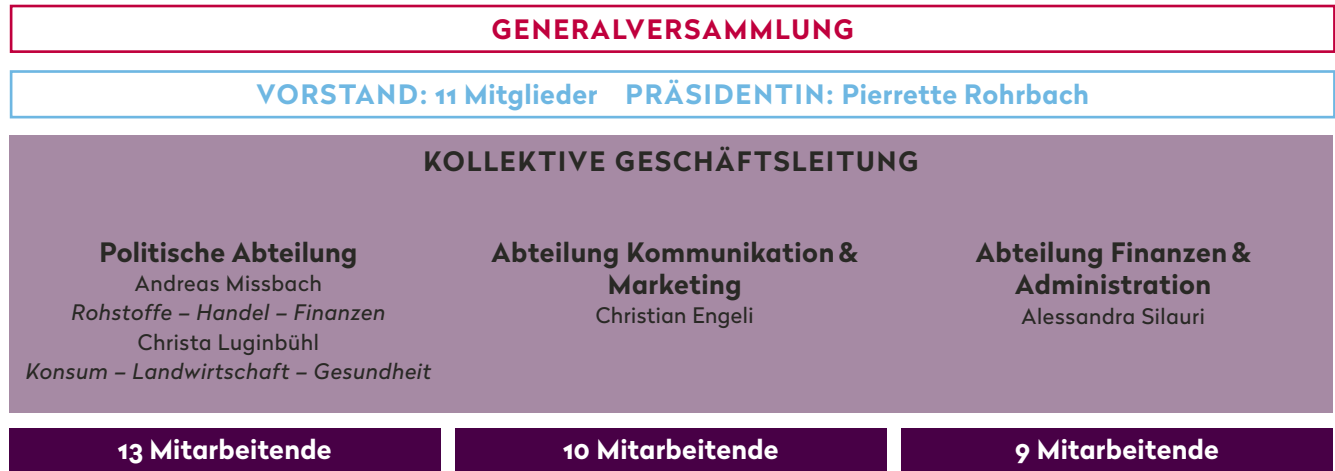 GENERALVERSAMMLUNG
VORSTAND: 11 Mitglieder PRÄSIDENTIN: Pierrette Rohrbach
KOLLEKTIVE GESCHÄFTSLEITUNG
Politische Abteilung
Andreas Missbach
Rohstoffe – Handel – Finanzen
Christa Luginbühl
Konsum – Landwirtschaft – Gesundheit
Abteilung Kommunikation &
Marketing
Christian Engeli
Abteilung Finanzen &
Administration
Alessandra Silauri
13 Mitarbeitende
10 Mitarbeitende
9 Mitarbeitende